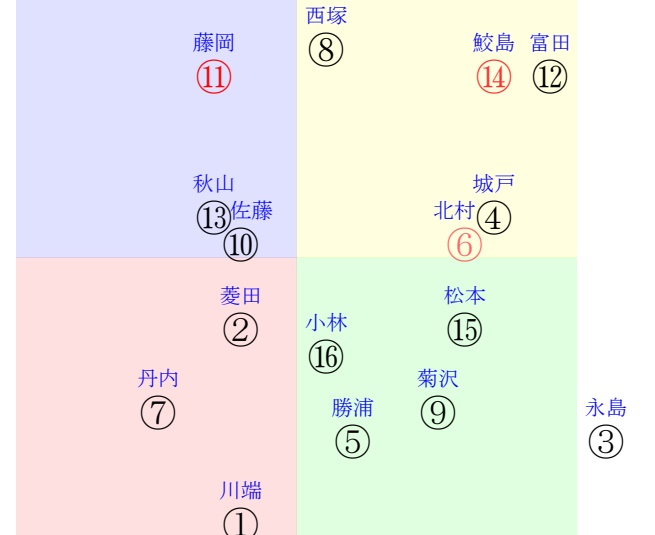 西塚
⑧
藤岡
⑪
鮫島
⑭
富田
⑫
秋山
⑬
佐藤
⑩
城戸
④
北村
⑥
菱田
②
小林
⑯
松本
⑮
丹内
⑦
勝浦
⑤
菊沢
⑨
永島
③
川端
①